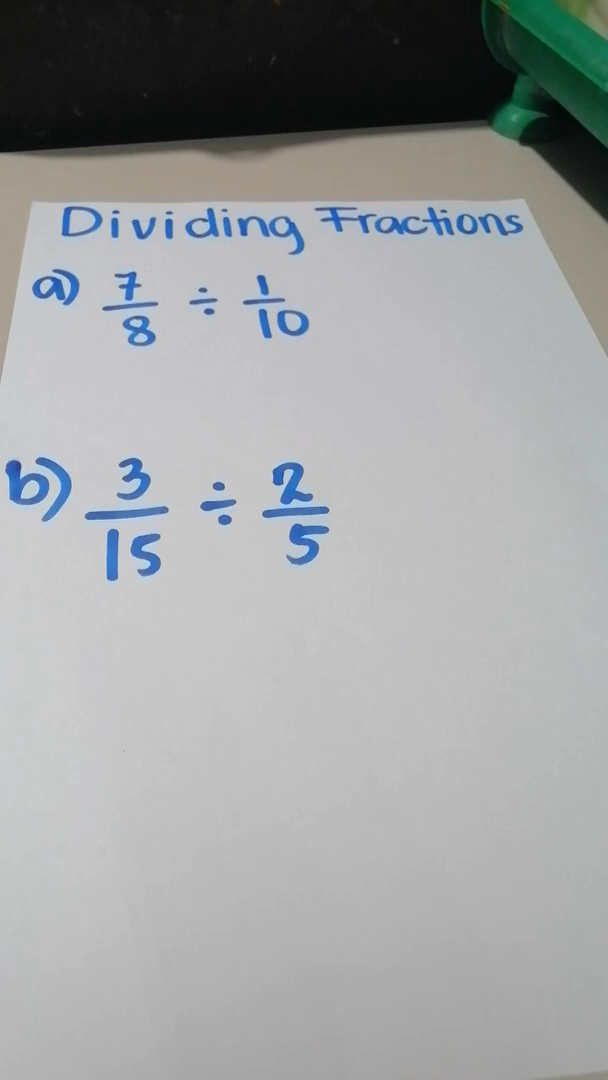 Dividing Fractions
a) 7/8 ÷ 1/10
b) 3/15 ÷ 2/5